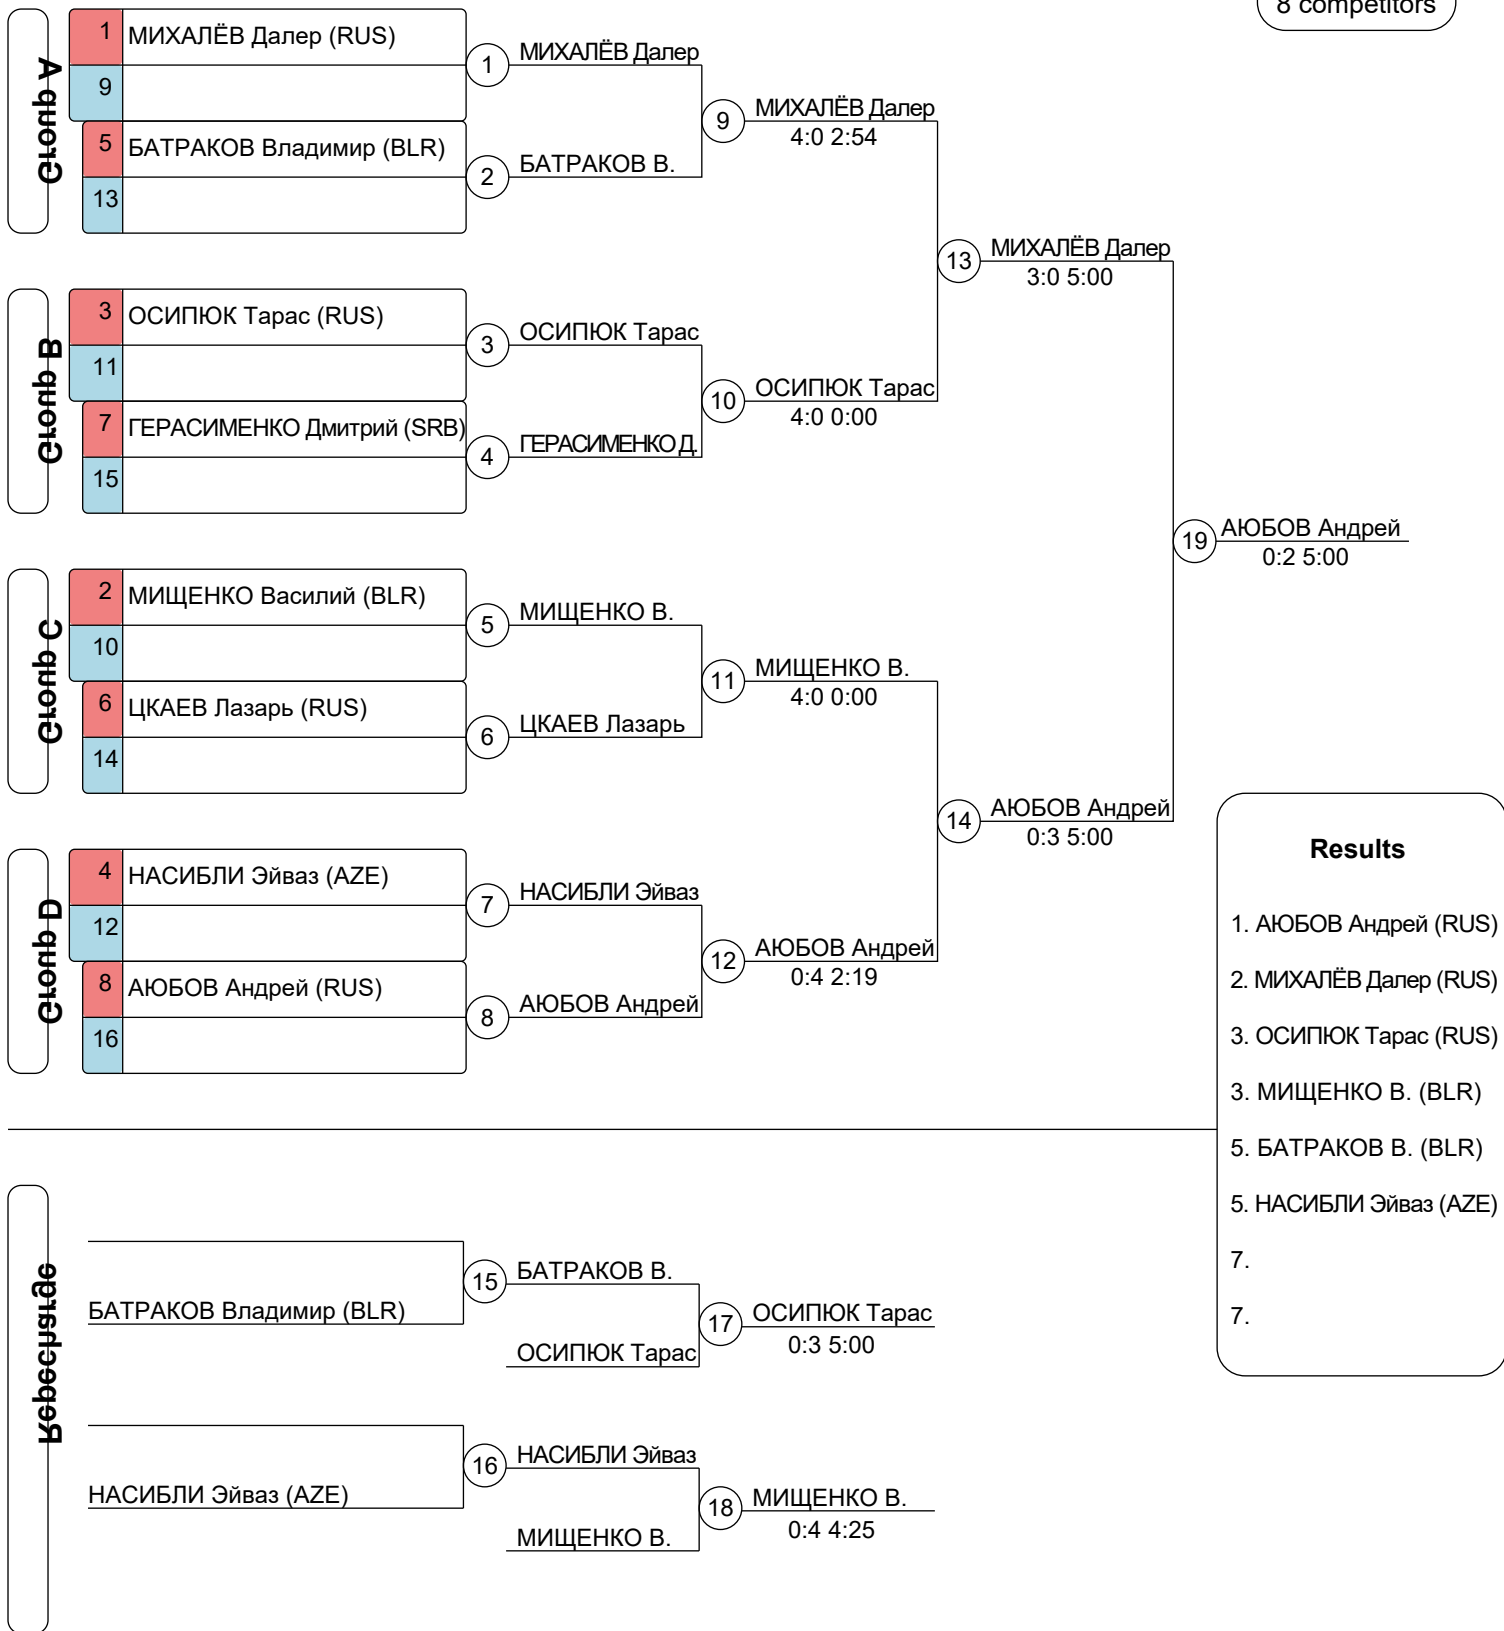 8 competitors
Group A
1 МИХАЛЁВ Далер (RUS)
9
5 БАТРАКОВ Владимир (BLR)
13
1 МИХАЛЁВ Далер
2 БАТРАКОВ В.
9 МИХАЛЁВ Далер
4:0 2:54
Group B
3 ОСИПЮК Тарас (RUS)
11
7 ГЕРАСИМЕНКО Дмитрий (SRB)
15
3 ОСИПЮК Тарас
4 ГЕРАСИМЕНКО Д.
10 ОСИПЮК Тарас
4:0 0:00
13 МИХАЛЁВ Далер
3:0 5:00
Group C
2 МИЩЕНКО Василий (BLR)
10
6 ЦКАЕВ Лазарь (RUS)
14
5 МИЩЕНКО В.
6 ЦКАЕВ Лазарь
11 МИЩЕНКО В.
4:0 0:00
Group D
4 НАСИБЛИ Эйваз (AZE)
12
8 АЮБОВ Андрей (RUS)
16
7 НАСИБЛИ Эйваз
8 АЮБОВ Андрей
12 АЮБОВ Андрей
0:4 2:19
14 АЮБОВ Андрей
0:3 5:00
19 АЮБОВ Андрей
0:2 5:00
Results
1. АЮБОВ Андрей (RUS)
2. МИХАЛЁВ Далер (RUS)
3. ОСИПЮК Тарас (RUS)
3. МИЩЕНКО В. (BLR)
5. БАТРАКОВ В. (BLR)
5. НАСИБЛИ Эйваз (AZE)
7.
7.
Repechage
БАТРАКОВ Владимир (BLR)
15 БАТРАКОВ В.
ОСИПЮК Тарас
17 ОСИПЮК Тарас
0:3 5:00
НАСИБЛИ Эйваз (AZE)
16 НАСИБЛИ Эйваз
МИЩЕНКО В.
18 МИЩЕНКО В.
0:4 4:25